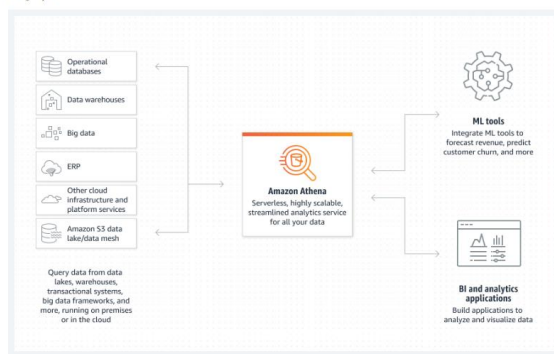 Operational
databases
Data warehouses
Big data
ERP
Other cloud
infrastructure and
platform services
Amazon S3 data
lake/data mesh
Query data from data
lakes, warehouses,
transactional systems,
big data frameworks, and
more, running on premises
or in the cloud
Amazon Athena
Serverless, highly scalable,
streamlined analytics service
for all your data
ML tools
Integrate ML tools to
forecast revenue, predict
customer churn, and more
BI and analytics
applications
Build applications to
analyze and visualize data